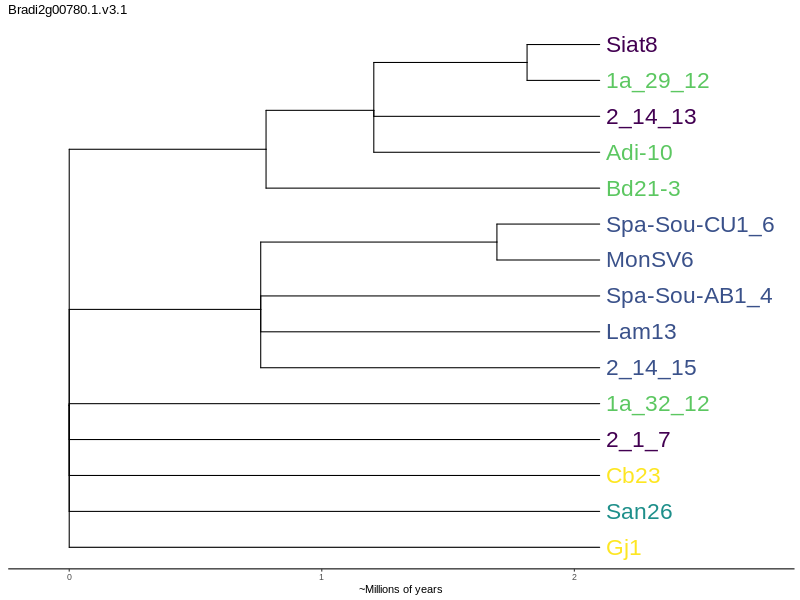 Bradi2g00780.1.v3.1
Siat8
1a_29_12
2_14_13
Adi-10
Bd21-3
Spa-Sou-CU1_6
MonSV6
Spa-Sou-AB1_4
Lam13
2_14_15
1a_32_12
2_1_7
Cb23
San26
Gj1
0 1 2
~Millions of years